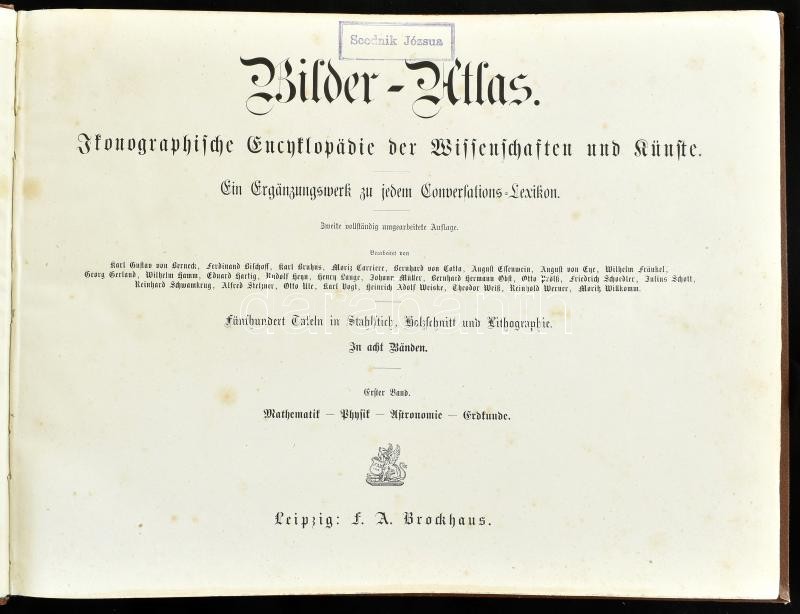 Scodnik Józsua
Bilder-Atlas.
Ikonographische Encyklopädie der Wissenschaften und Künste.
Ein Ergänzungswerk zu jedem Conversations-Lexikon.
Zweite vollständig umgearbeitete Auflage.
Bearbeitet von
Karl Gustav von Berneck, Ferdinand Bischoff, Karl Bruhns, Moriz Carriere, Bernhard von Cotta, August Essenwein, August von Eye, Wilhelm Fränkel,
Georg Gerland, Wilhelm Hamm, Eduard Hartig, Rudolf Heyn, Henry Lange, Johann Müller, Bernhard Hermann Obst, Otto Prölß, Friedrich Schoedler, Julius Schott,
Reinhard Schwamkrug, Alfred Stelzner, Otto Ule, Karl Vogt, Heinrich Adolf Weiske, Theodor Weiß, Reinhold Werner, Moritz Willkomm.
darabanth.com
Fünfhundert Tafeln in Stahlstich, Holzschnitt und Lithographie.
In acht Bänden.
Erster Band.
Mathematik — Physik — Astronomie — Erdkunde.
Leipzig: F. A. Brockhaus.